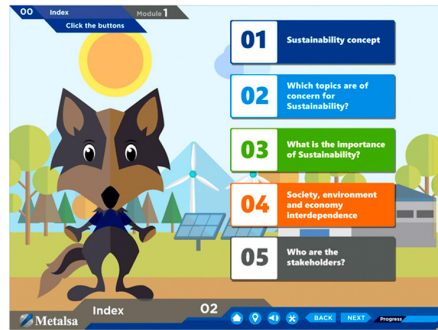 00 Index Module 1
Click the buttons
01 Sustainability concept
02 Which topics are of
concern for
Sustainability?
03 What is the importance
of Sustainability?
04 Society, environment
and economy
interdependence
05 Who are the
stakeholders?
Metalsa Index 02 BACK NEXT Progress